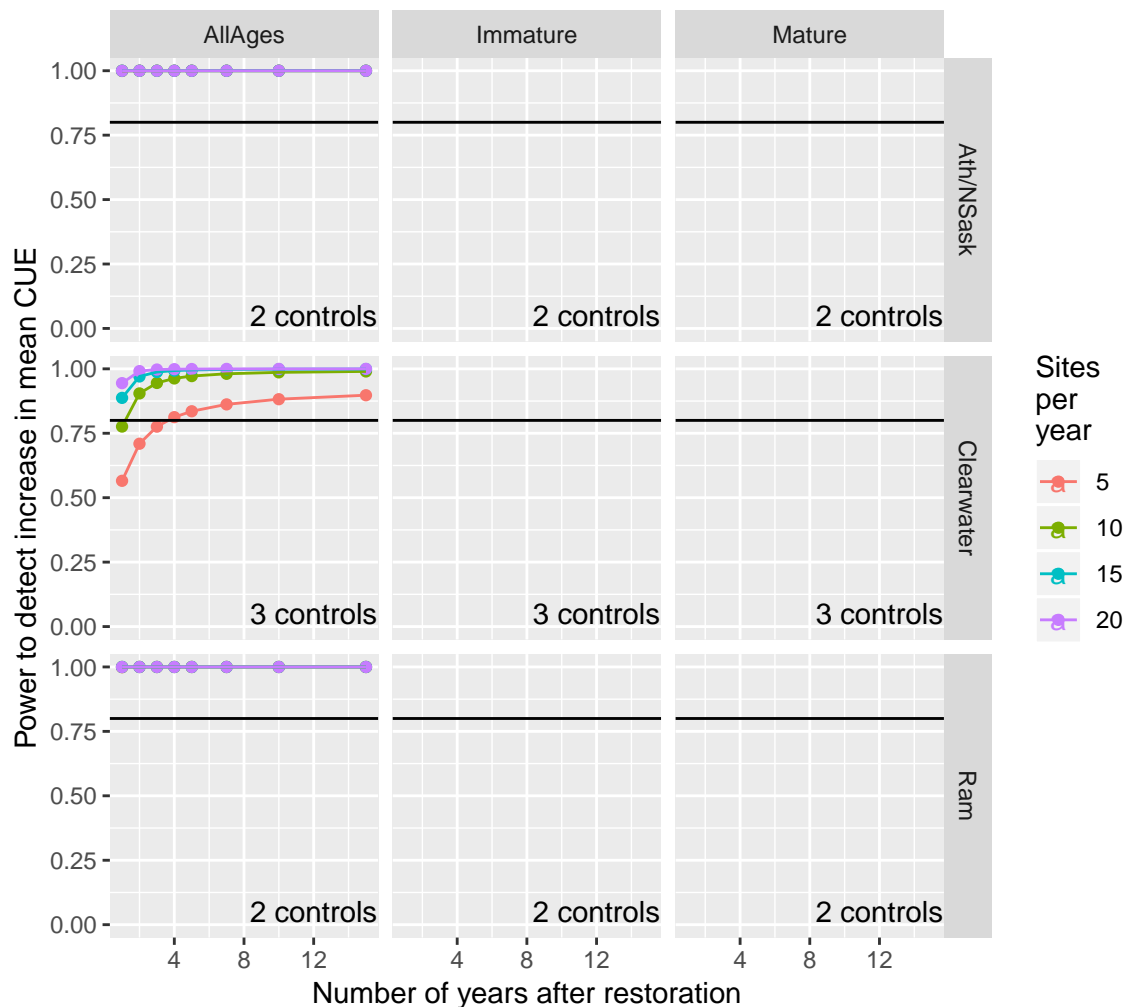 AllAges Immature Mature
Power to detect increase in mean CUE
1.00
0.75
0.50
0.25
0.00
2 controls 2 controls 2 controls
Ath/NSask
1.00
0.75
0.50
0.25
0.00
3 controls 3 controls 3 controls
Clearwater
1.00
0.75
0.50
0.25
0.00
2 controls 2 controls 2 controls
Ram
4 12 4 12 4 12
Number of years after restoration
Sites
per
year
a 5
a 10
a 15
a 20